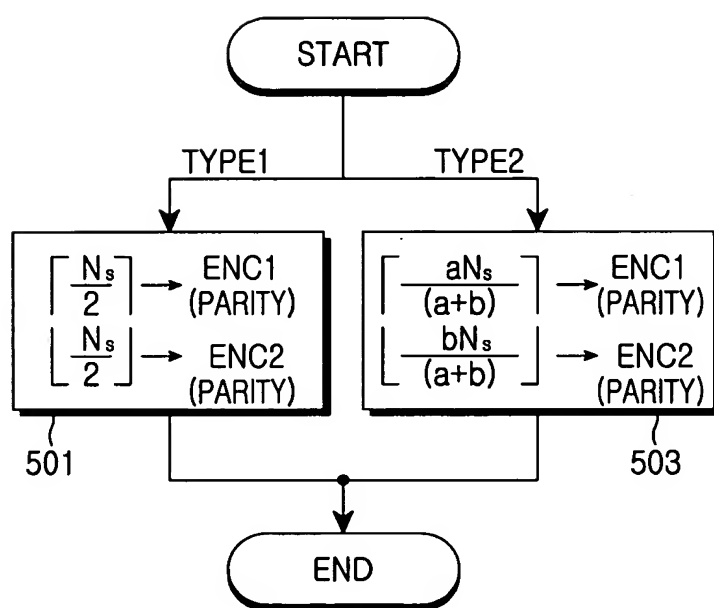 START
TYPE1 TYPE2
⌈Nₛ/2⌉ → ENC1
(PARITY)
⌊Nₛ/2⌋ → ENC2
(PARITY)
⌈aNₛ/(a+b)⌉ → ENC1
(PARITY)
⌊bNₛ/(a+b)⌋ → ENC2
(PARITY)
501
503
END